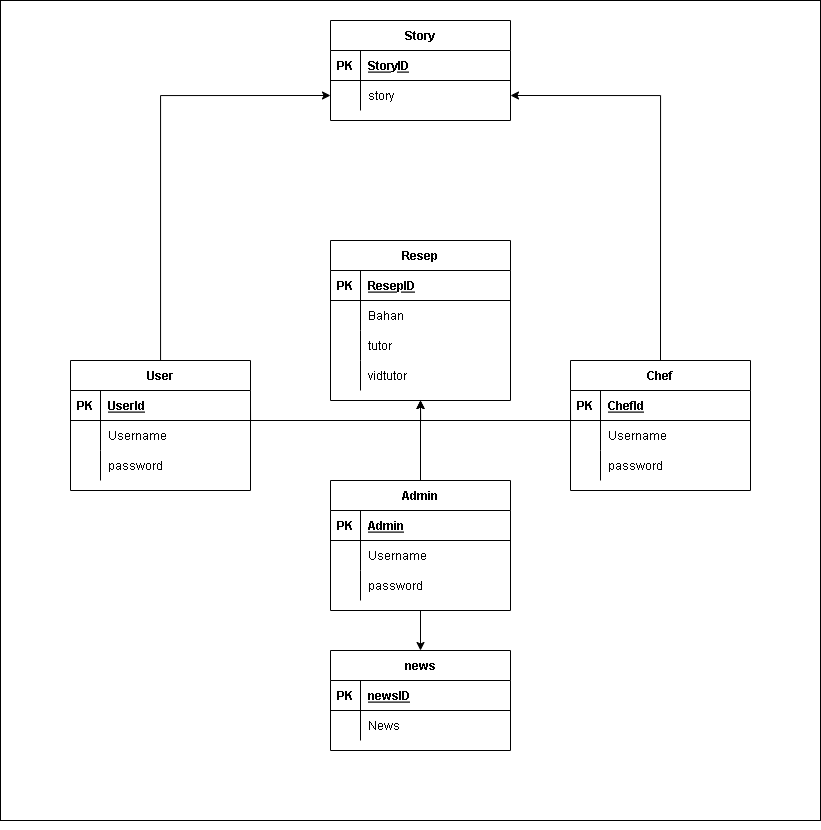 Story
PK StoryID
story
Resep
PK ResepID
Bahan
tutor
vidtutor
User
PK UserId
Username
password
Chef
PK ChefId
Username
password
Admin
PK Admin
Username
password
news
PK newsID
News